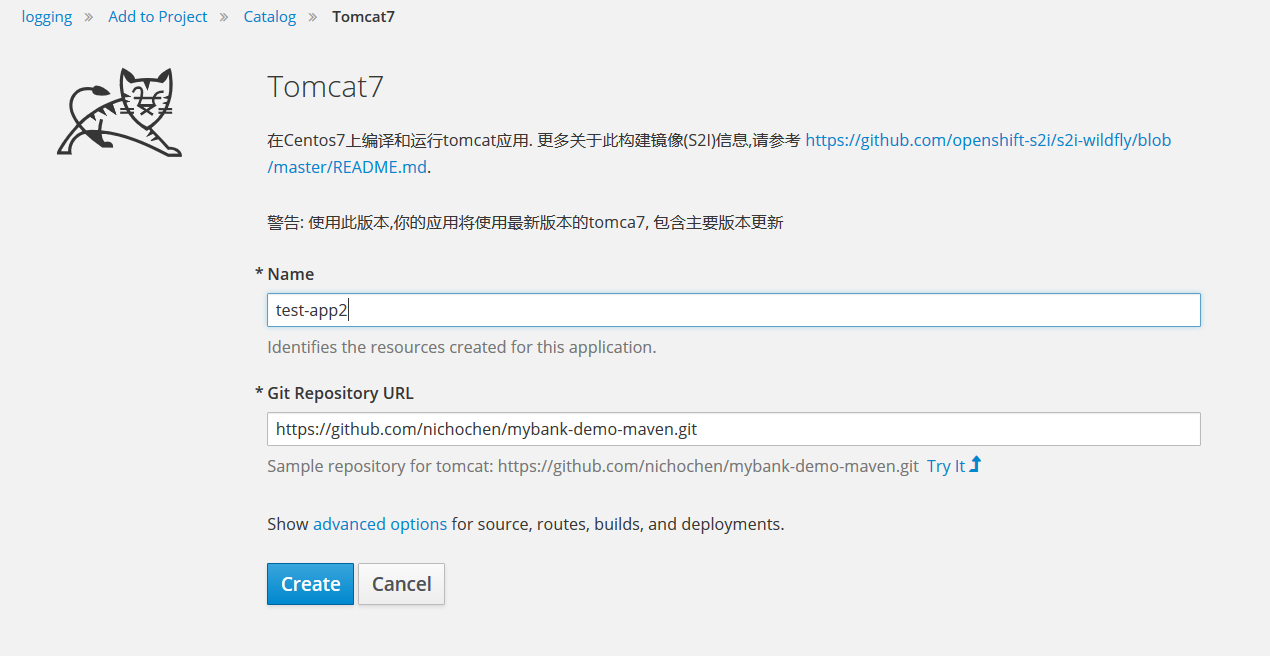 logging » Add to Project » Catalog » Tomcat7
Tomcat7
在Centos7上编译和运行tomcat应用. 更多关于此构建镜像(S2I)信息,请参考 https://github.com/openshift-s2i/s2i-wildfly/blob
/master/README.md.
警告: 使用此版本,你的应用将使用最新版本的tomca7, 包含主要版本更新
* Name
test-app2
Identifies the resources created for this application.
* Git Repository URL
https://github.com/nichochen/mybank-demo-maven.git
Sample repository for tomcat: https://github.com/nichochen/mybank-demo-maven.git Try It
Show advanced options for source, routes, builds, and deployments.
Create Cancel